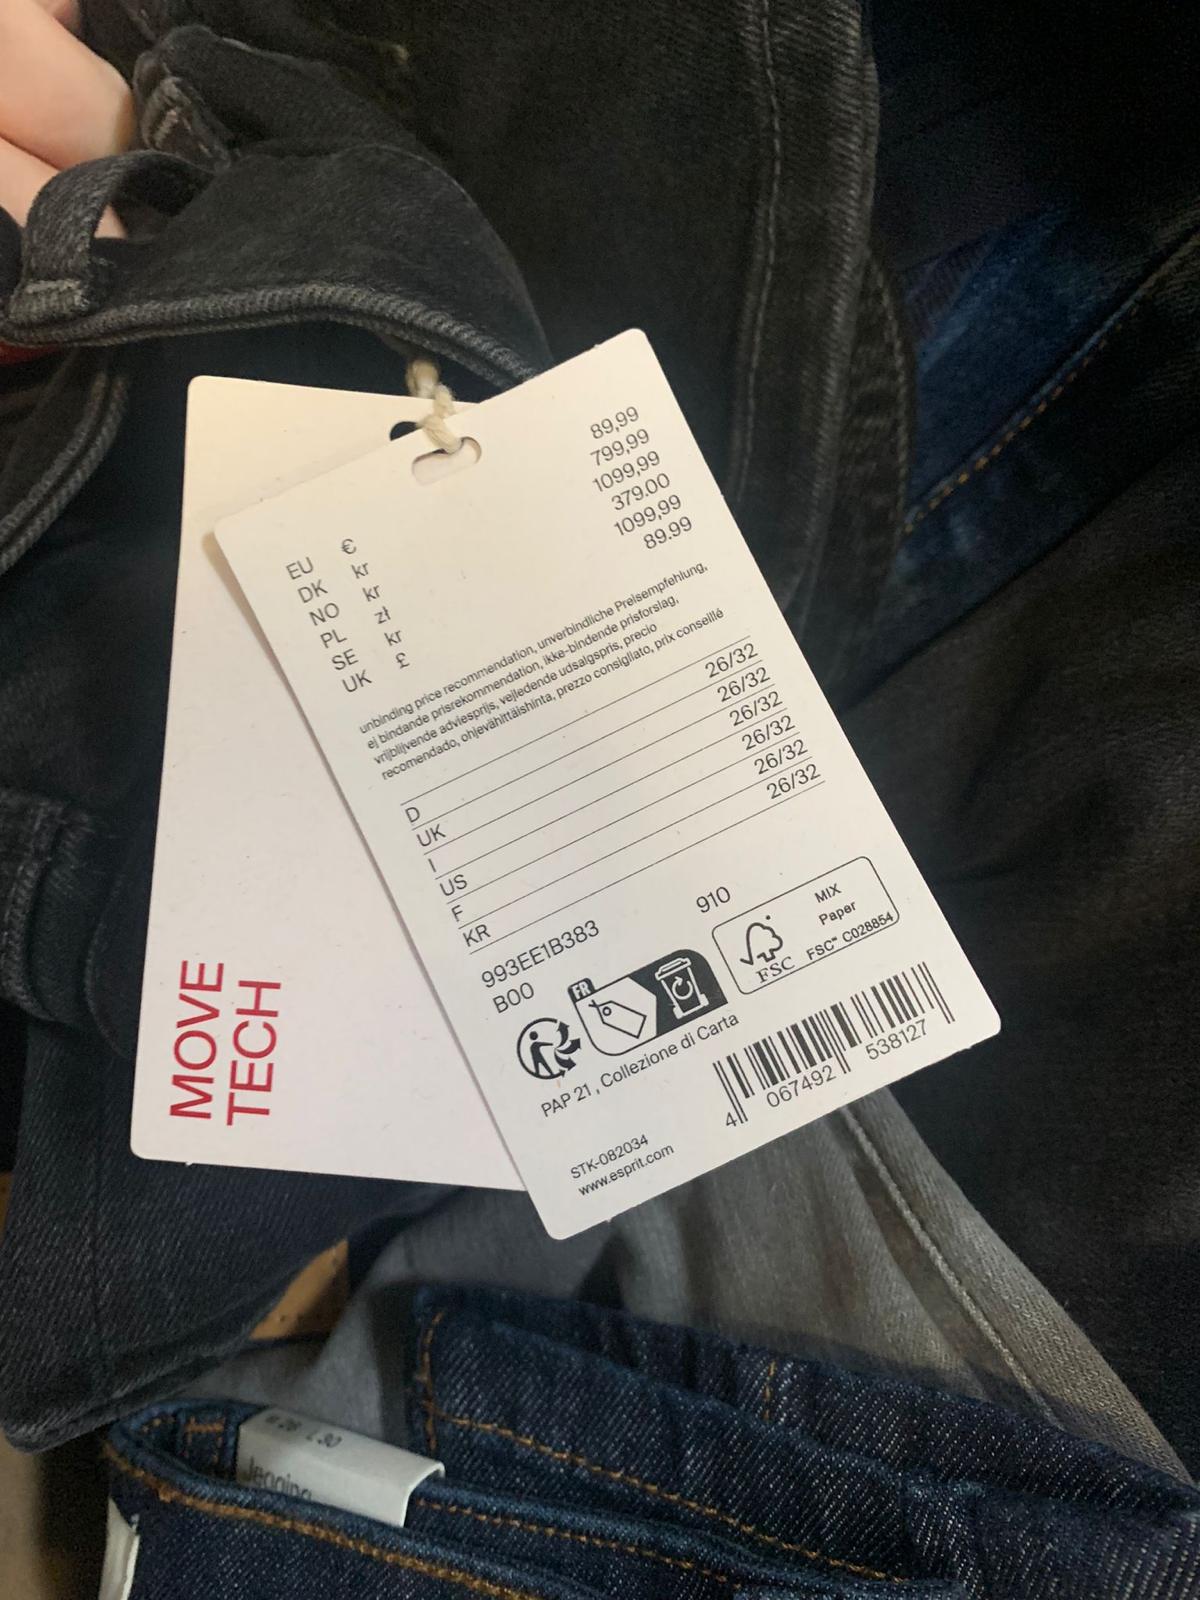 EU € 89,99
DK kr 799,99
NO kr 1099,99
PL zł 379.00
SE kr 1099,99
UK £ 89.99
unbinding price recommendation, unverbindliche Preisempfehlung,
ej bindande prisrekommendation, ikke-bindende prisforslag,
vrijblijvende adviesprijs, vejledende udsalgspris, precio
recomendado, ohjevähittäishinta, prezzo consigliato, prix conseillé
D 26/32
UK 26/32
I 26/32
US 26/32
F 26/32
KR 26/32
993EE1B383 910
B00
FR
FSC
MIX
Paper
FSC™ C028854
PAP 21 , Collezione di Carta
4 067492 538127
STK-082034
www.esprit.com
MOVE
TECH
L 30
Jegging